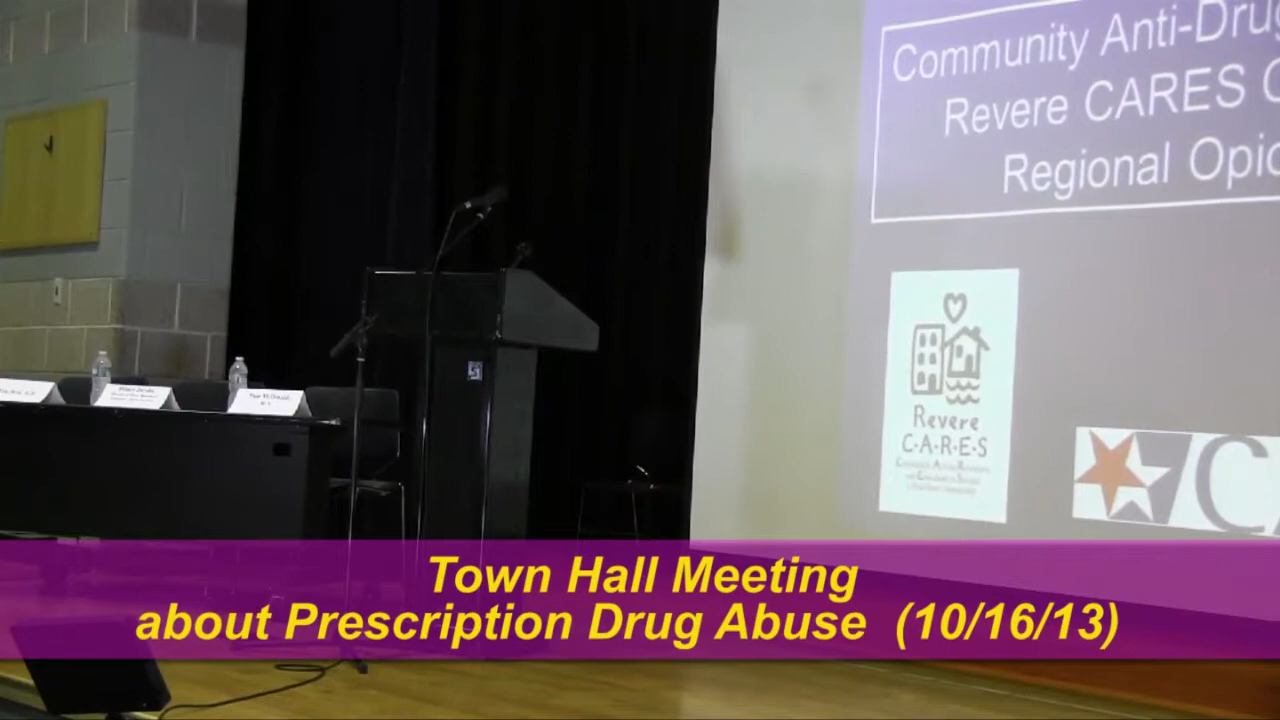 Community Anti-Drug
Revere CARES C
Regional Opio
Revere
C·A·R·E·S
C
Town Hall Meeting
about Prescription Drug Abuse (10/16/13)